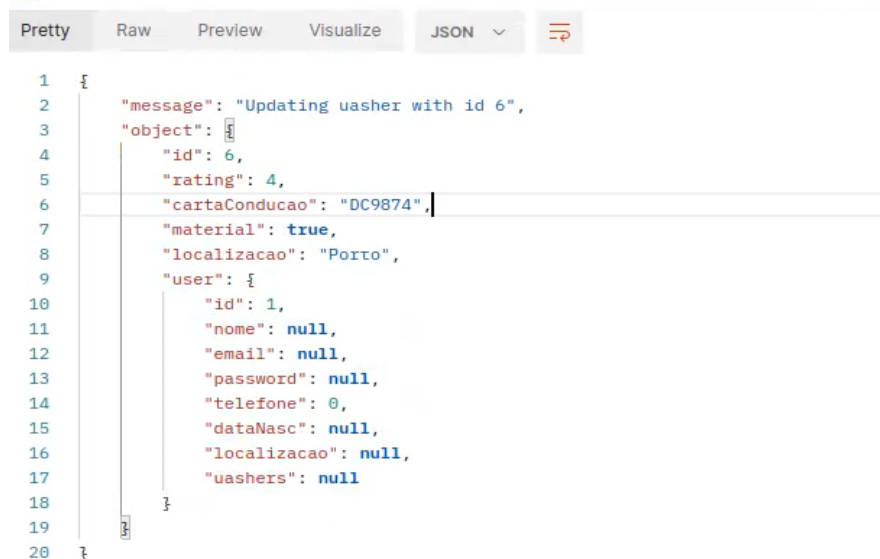 Pretty Raw Preview Visualize JSON
1 {
2 "message": "Updating uasher with id 6",
3 "object": {
4 "id": 6,
5 "rating": 4,
6 "cartaConducao": "DC9874",
7 "material": true,
8 "localizacao": "Porto",
9 "user": {
10 "id": 1,
11 "nome": null,
12 "email": null,
13 "password": null,
14 "telefone": 0,
15 "dataNasc": null,
16 "localizacao": null,
17 "uashers": null
18 }
19 }
20 }